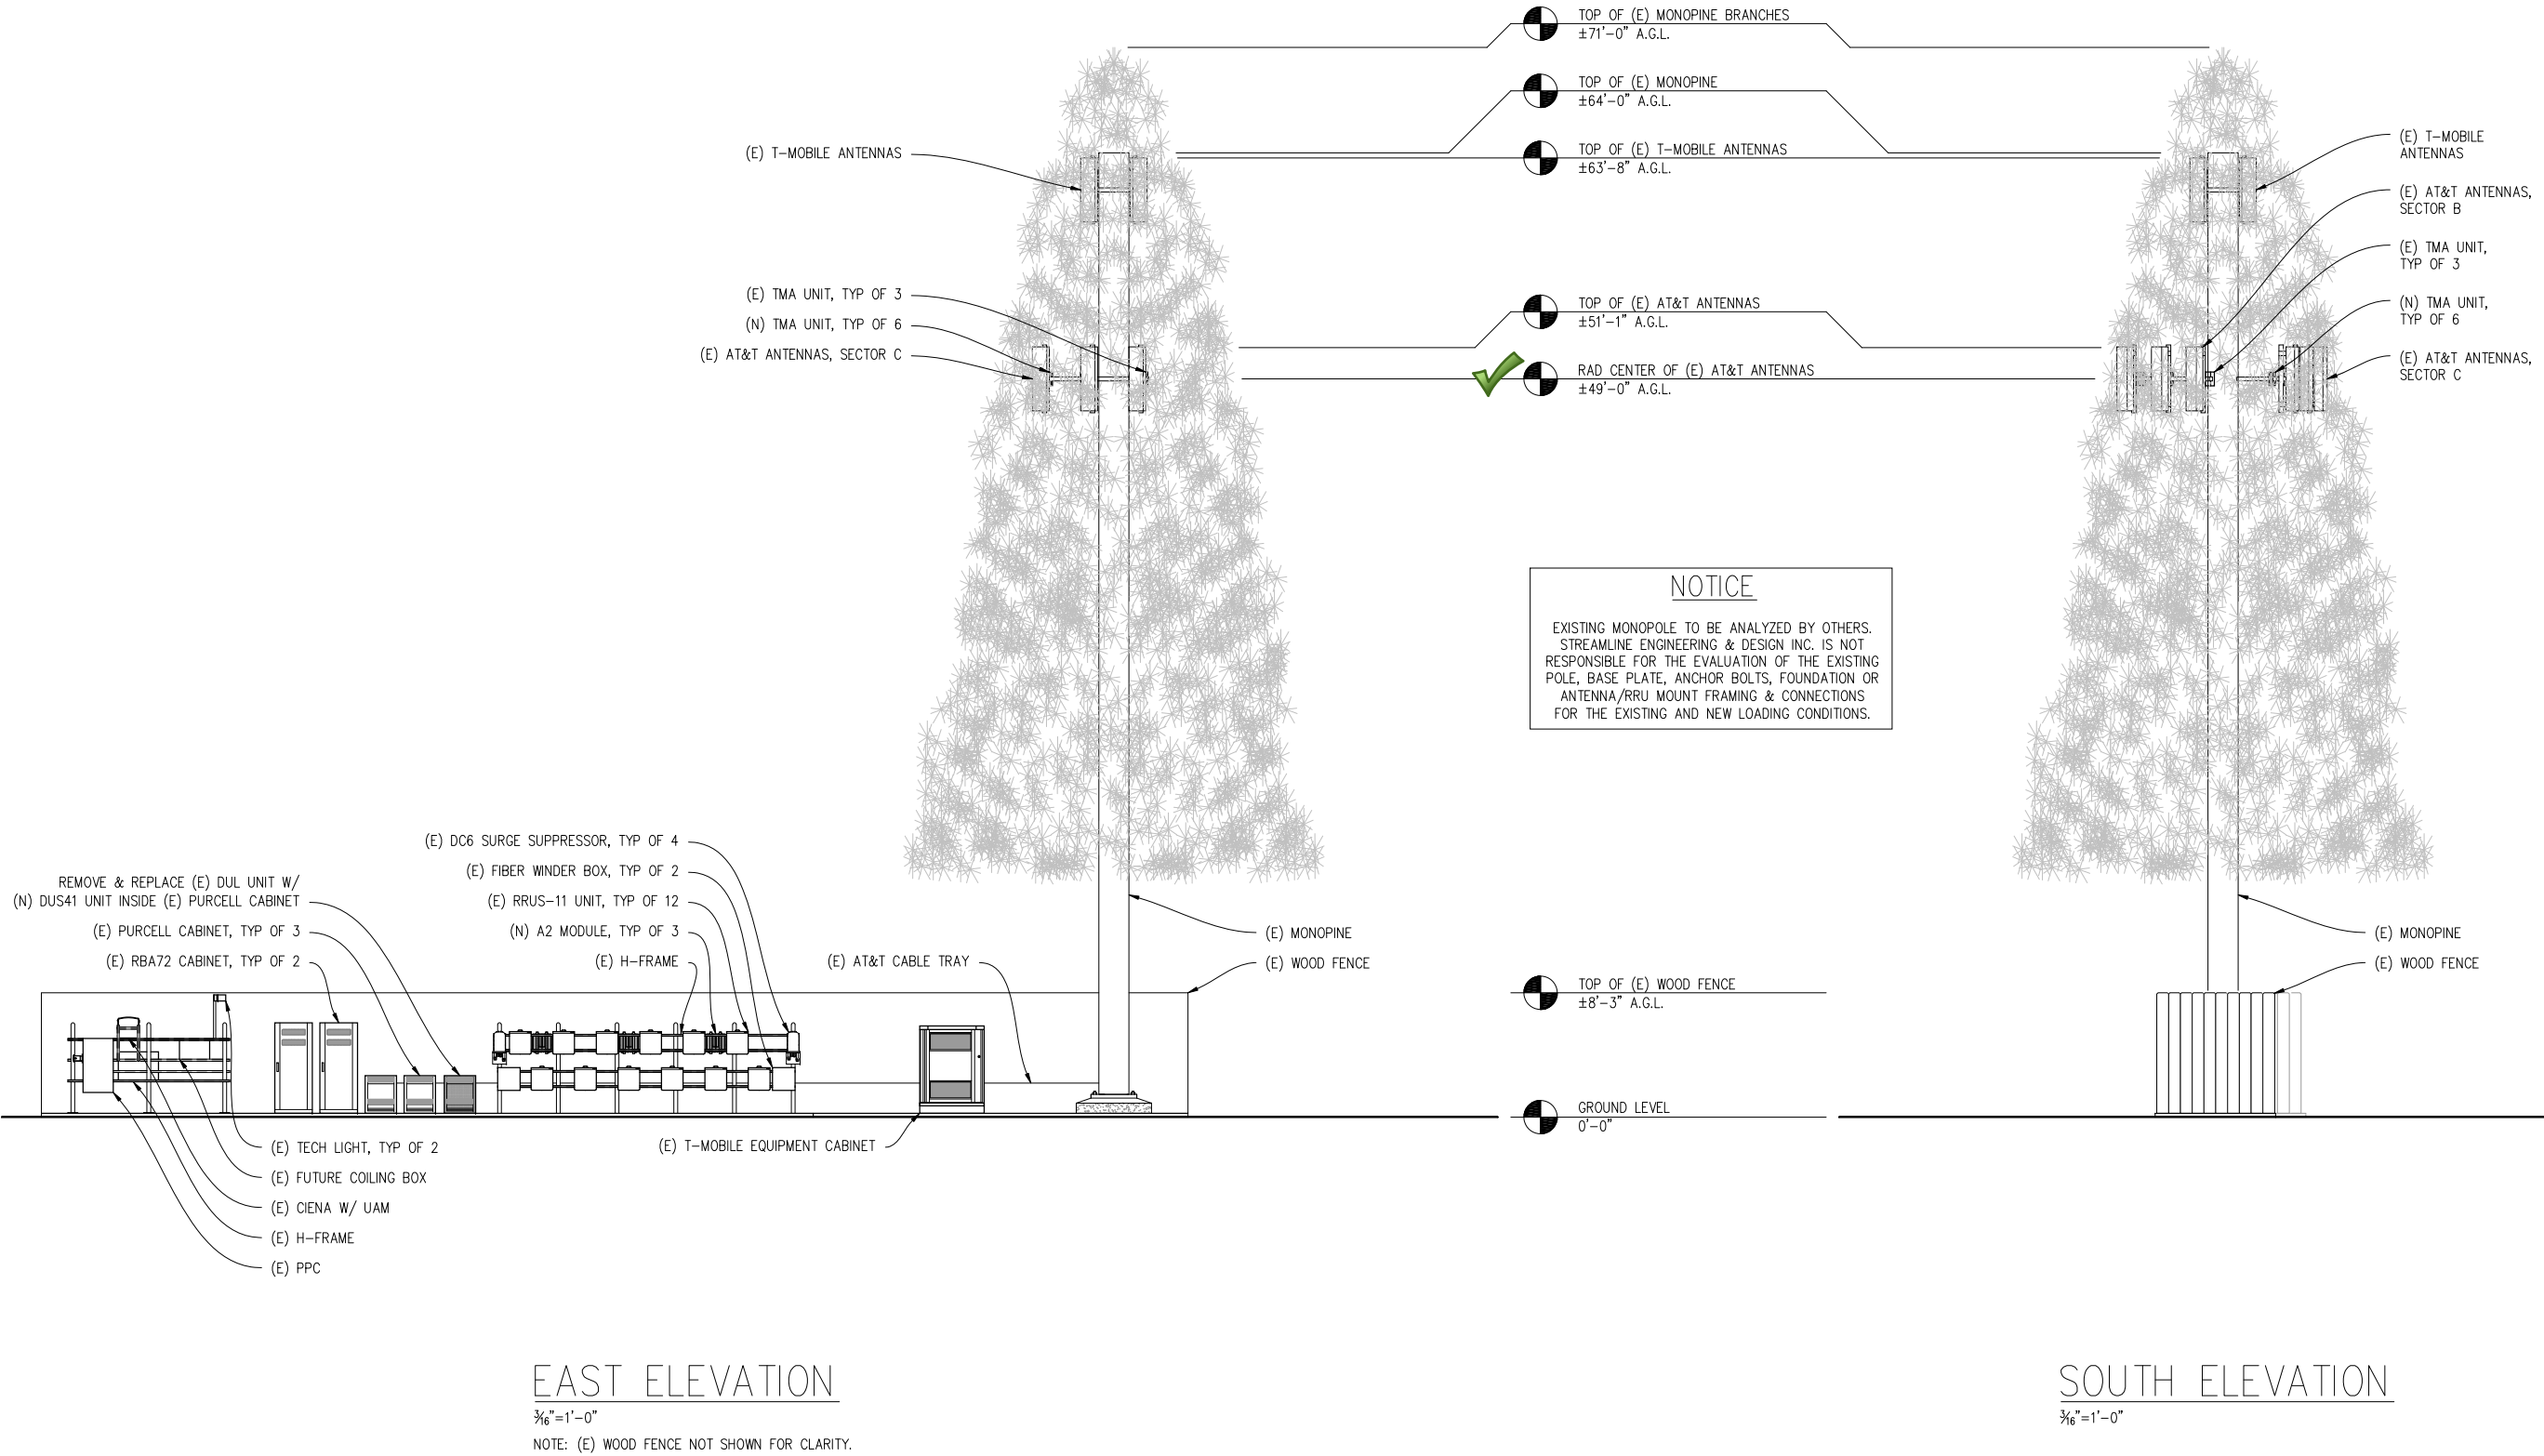 TOP OF (E) MONOPINE BRANCHES
±71'-0" A.G.L.
TOP OF (E) MONOPINE
±64'-0" A.G.L.
TOP OF (E) T-MOBILE ANTENNAS
±63'-8" A.G.L.
TOP OF (E) AT&T ANTENNAS
±51'-1" A.G.L.
RAD CENTER OF (E) AT&T ANTENNAS
±49'-0" A.G.L.
(E) T-MOBILE ANTENNAS
(E) TMA UNIT, TYP OF 3
(N) TMA UNIT, TYP OF 6
(E) AT&T ANTENNAS, SECTOR C
(E) T-MOBILE
ANTENNAS
(E) AT&T ANTENNAS,
SECTOR B
(E) TMA UNIT,
TYP OF 3
(N) TMA UNIT,
TYP OF 6
(E) AT&T ANTENNAS,
SECTOR C
NOTICE
EXISTING MONOPOLE TO BE ANALYZED BY OTHERS.
STREAMLINE ENGINEERING & DESIGN INC. IS NOT
RESPONSIBLE FOR THE EVALUATION OF THE EXISTING
POLE, BASE PLATE, ANCHOR BOLTS, FOUNDATION OR
ANTENNA/RRU MOUNT FRAMING & CONNECTIONS
FOR THE EXISTING AND NEW LOADING CONDITIONS.
REMOVE & REPLACE (E) DUL UNIT W/
(N) DUS41 UNIT INSIDE (E) PURCELL CABINET
(E) PURCELL CABINET, TYP OF 3
(E) RBA72 CABINET, TYP OF 2
(E) DC6 SURGE SUPPRESSOR, TYP OF 4
(E) FIBER WINDER BOX, TYP OF 2
(E) RRUS-11 UNIT, TYP OF 12
(N) A2 MODULE, TYP OF 3
(E) H-FRAME
(E) AT&T CABLE TRAY
(E) MONOPINE
(E) WOOD FENCE
TOP OF (E) WOOD FENCE
±8'-3" A.G.L.
GROUND LEVEL
0'-0"
(E) MONOPINE
(E) WOOD FENCE
(E) T-MOBILE EQUIPMENT CABINET
(E) TECH LIGHT, TYP OF 2
(E) FUTURE COILING BOX
(E) CIENA W/ UAM
(E) H-FRAME
(E) PPC
EAST ELEVATION
3/16"=1'-0"
NOTE: (E) WOOD FENCE NOT SHOWN FOR CLARITY.
SOUTH ELEVATION
3/16"=1'-0"